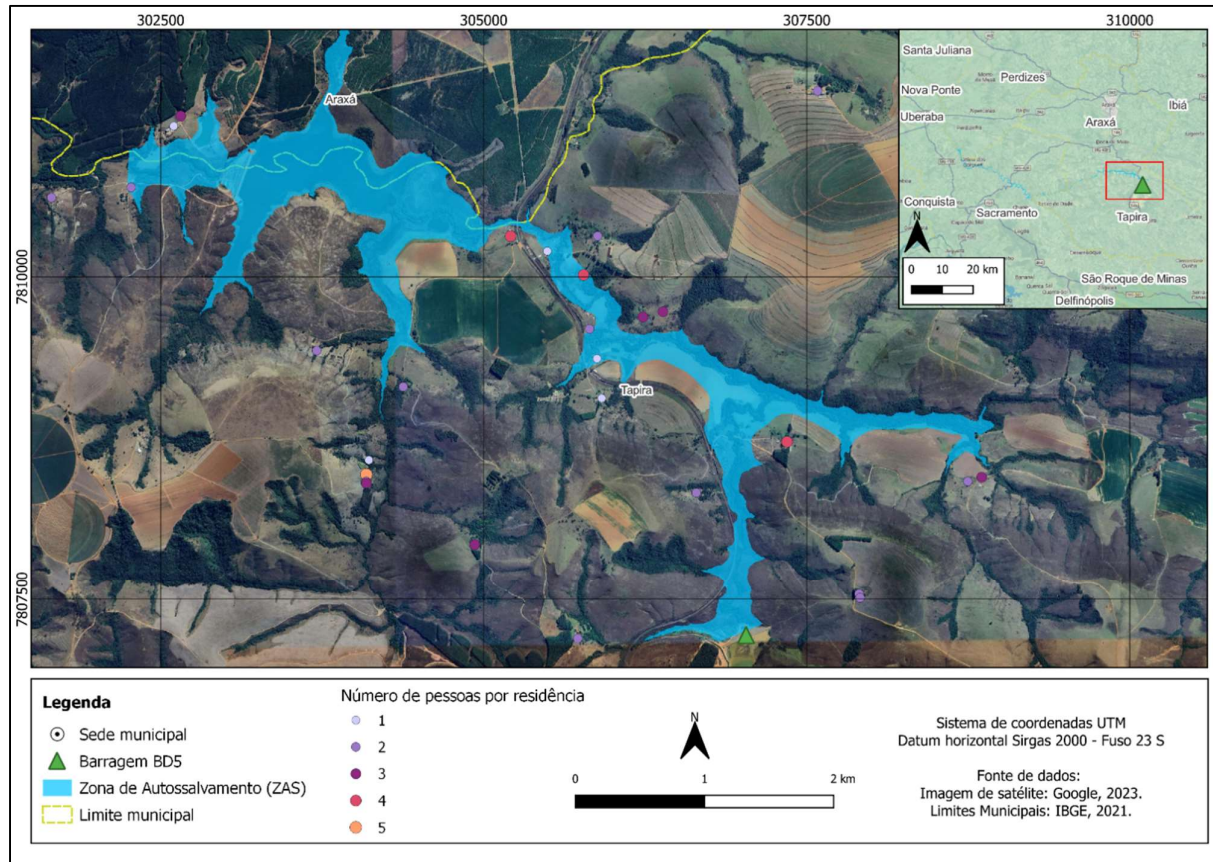 302500 305000 307500 310000
7810000
7807500
Araxá
Tapira
Santa Juliana
Perdizes
Nova Ponte
Ibiá
Uberaba
Araxá
Conquista
Sacramento
Tapira
N
0 10 20 km
São Roque de Minas
Delfinópolis
Legenda
Sede municipal
Barragem BD5
Zona de Autossalvamento (ZAS)
Limite municipal
Número de pessoas por residência
1
2
3
4
5
N
0 1 2 km
Sistema de coordenadas UTM
Datum horizontal Sirgas 2000 - Fuso 23 S
Fonte de dados:
Imagem de satélite: Google, 2023.
Limites Municipais: IBGE, 2021.